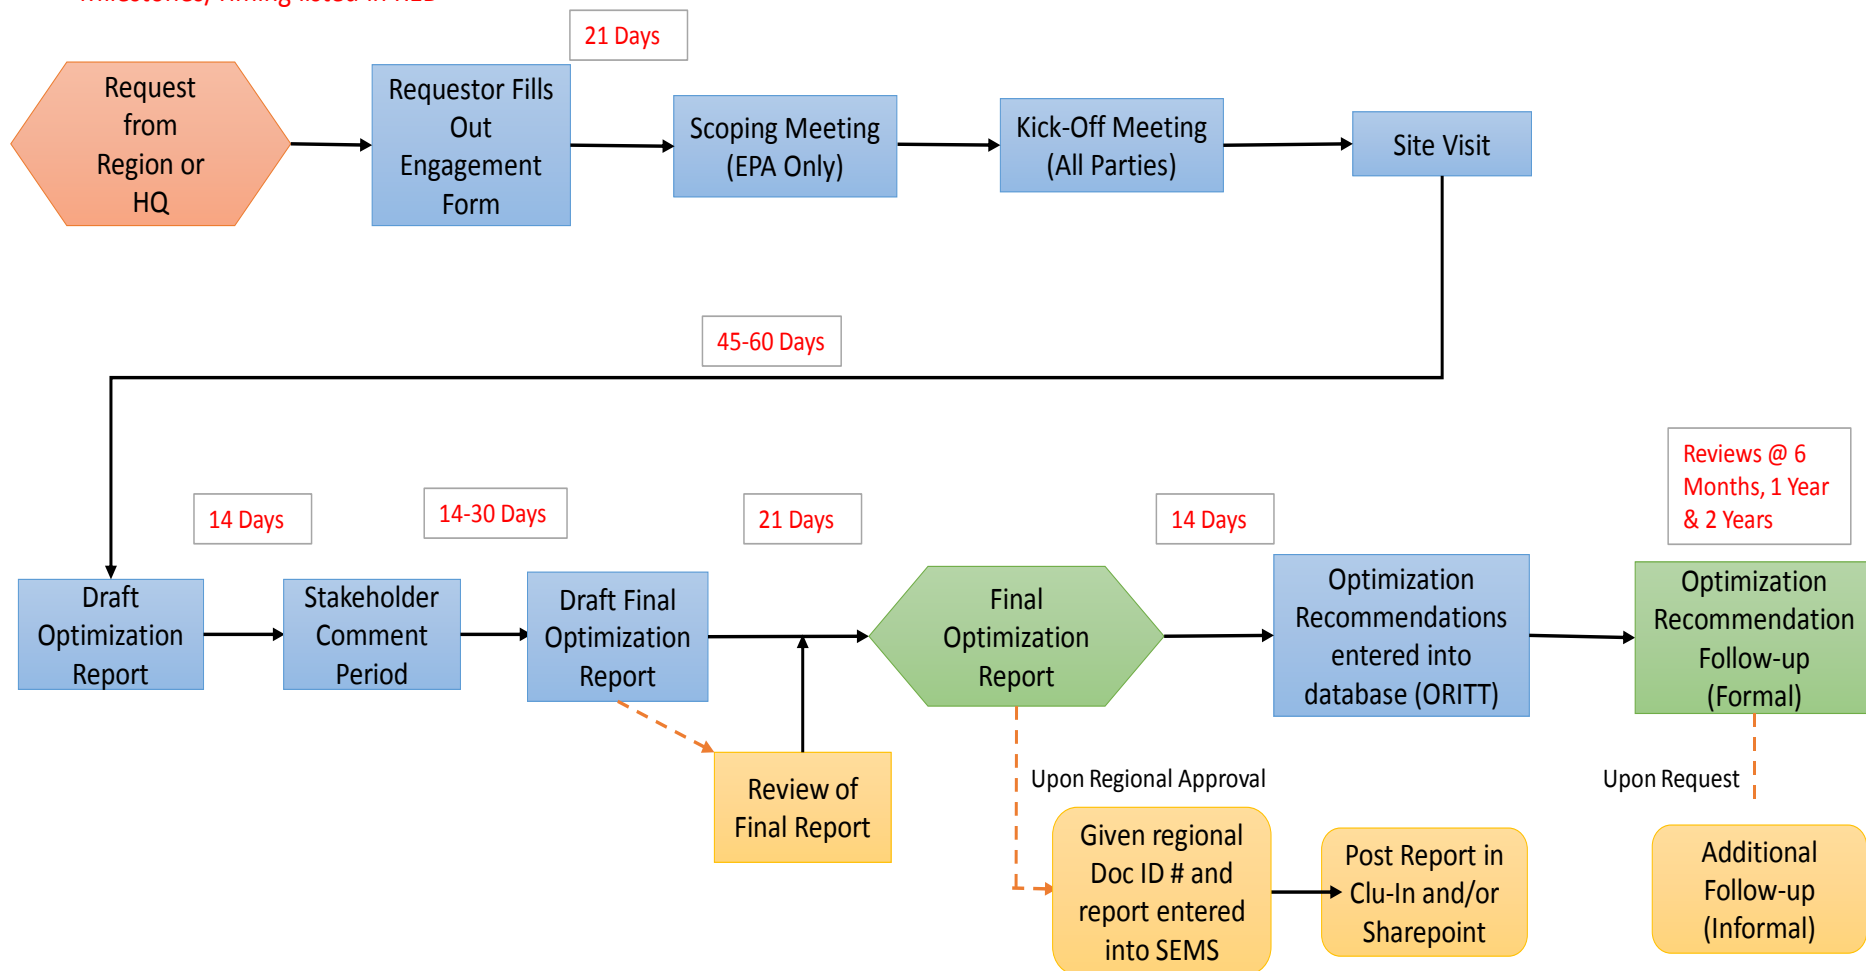 Milestones/Timing listed in RED
21 Days
Request
from
Region or
HQ
Requestor Fills
Out
Engagement
Form
Scoping Meeting
(EPA Only)
Kick-Off Meeting
(All Parties)
Site Visit
45-60 Days
14 Days
14-30 Days
21 Days
14 Days
Reviews @ 6
Months, 1 Year
& 2 Years
Draft
Optimization
Report
Stakeholder
Comment
Period
Draft Final
Optimization
Report
Final
Optimization
Report
Optimization
Recommendations
entered into
database (ORITT)
Optimization
Recommendation
Follow-up
(Formal)
Review of
Final Report
Upon Regional Approval
Upon Request
Given regional
Doc ID # and
report entered
into SEMS
Post Report in
Clu-In and/or
Sharepoint
Additional
Follow-up
(Informal)